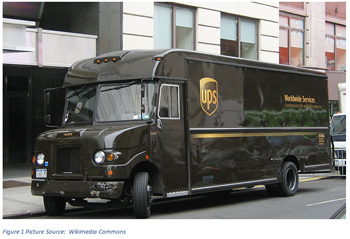 ups
Worldwide Services
Figure 1 Picture Source: Wikimedia Commons